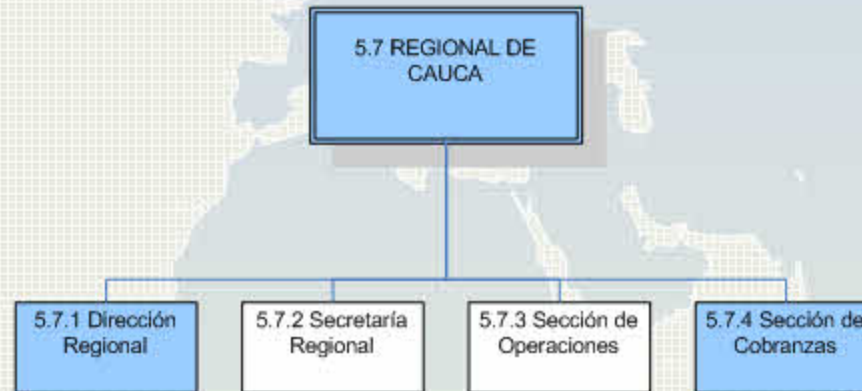 5.7 REGIONAL DE
CAUCA
5.7.1 Dirección
Regional
5.7.2 Secretaría
Regional
5.7.3 Sección de
Operaciones
5.7.4 Sección de
Cobranzas